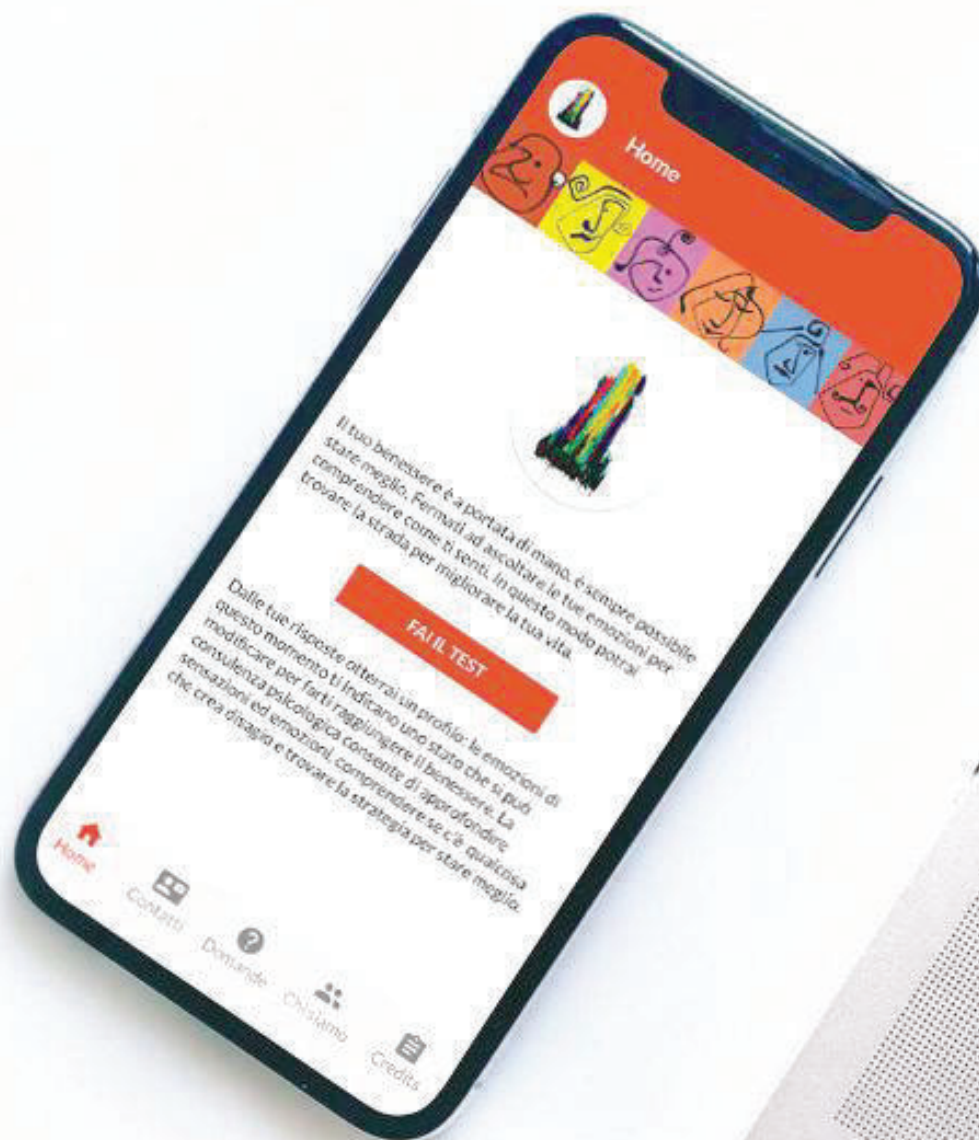 Home
Il tuo benessere è a portata di mano, è sempre possibile
stare meglio. Fermati ad ascoltare le tue emozioni per
comprendere come ti senti. In questo modo potrai
trovare la strada per migliorare la tua vita.
FAI IL TEST
Dalle tue risposte otterrai un profilo: le emozioni di
questo momento ti indicano uno stato che si può
modificare per farti raggiungere il benessere. La
consulenza psicologica consente di approfondire
sensazioni ed emozioni, comprendere se c'è qualcosa
che crea disagio e trovare la strategia per stare meglio.
Home
Contatti
Domande
Chi siamo
Credits